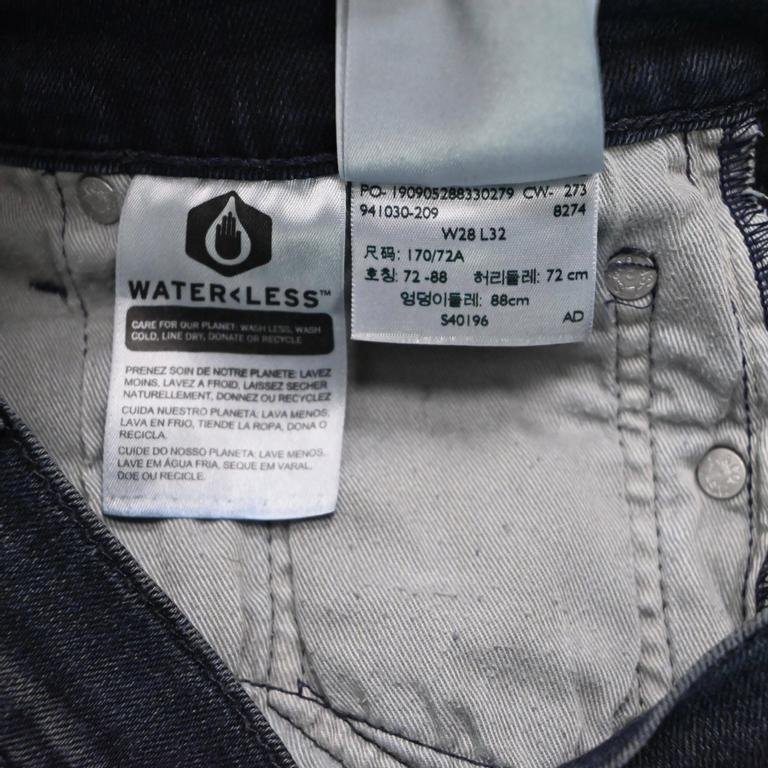 WATER<LESS™
CARE FOR OUR PLANET: WASH LESS, WASH
COLD, LINE DRY, DONATE OR RECYCLE
PRENEZ SOIN DE NOTRE PLANETE: LAVEZ
MOINS, LAVEZ A FROID, LAISSEZ SECHER
NATURELLEMENT, DONNEZ OU RECYCLEZ
CUIDA NUESTRO PLANETA: LAVA MENOS,
LAVA EN FRIO, TIENDE LA ROPA, DONA O
RECICLA.
CUIDE DO NOSSO PLANETA: LAVE MENOS,
LAVE EM ÁGUA FRIA, SEQUE EM VARAL,
DOE OU RECICLE.
PO- 190905288330279 CW- 273
941030-209 8274
W28 L32
尺码: 170/72A
호칭: 72 -88 허리둘레: 72 cm
엉덩이둘레: 88cm
S40196 AD